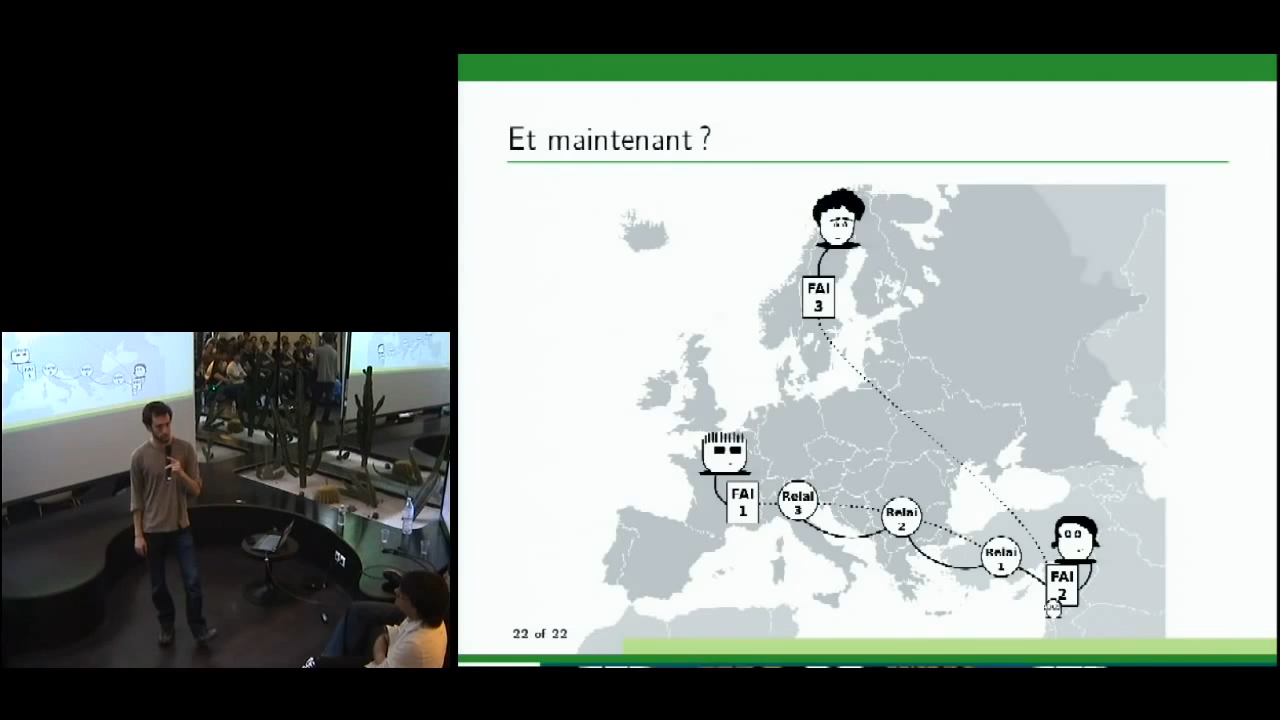 Et maintenant ?
FAI
3
FAI
1
Relai
3
Relai
2
Relai
1
FAI
2
22 of 22